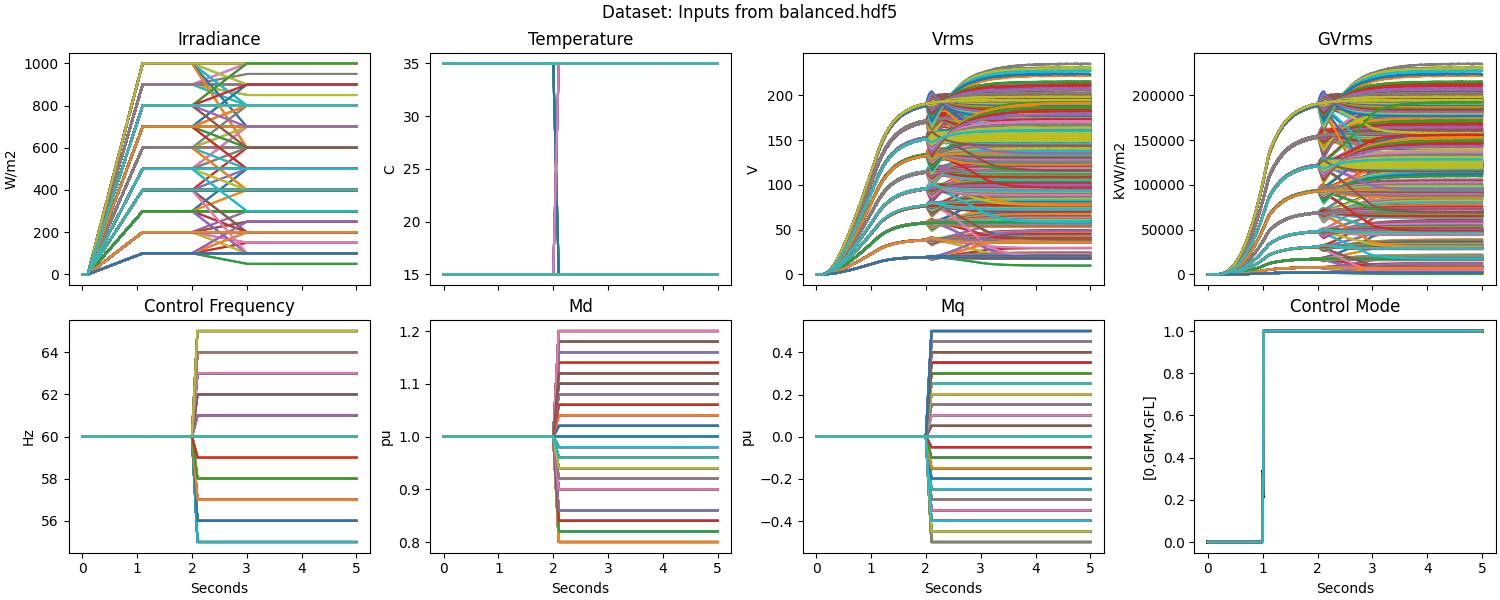 Dataset: Inputs from balanced.hdf5
Irradiance
Temperature
Vrms
GVrms
1000
800
600
400
200
0
W/m2
35
30
25
20
15
C
200
150
100
50
0
V
200000
150000
100000
50000
0
kVW/m2
Control Frequency
Md
Mq
Control Mode
64
62
60
58
56
Hz
1.2
1.1
1.0
0.9
0.8
pu
0.4
0.2
0.0
−0.2
−0.4
pu
1.0
0.8
0.6
0.4
0.2
0.0
[0,GFM,GFL]
0 1 2 3 4 5
0 1 2 3 4 5
0 1 2 3 4 5
0 1 2 3 4 5
Seconds
Seconds
Seconds
Seconds